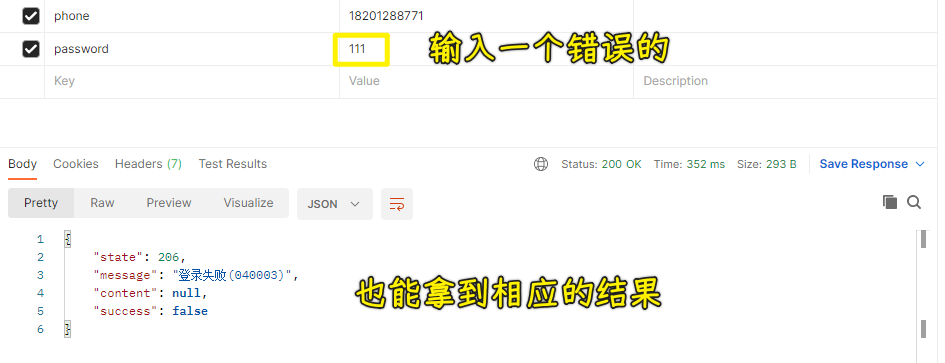 phone 18201288771
password 111 输入一个错误的
Key Value Description
Body Cookies Headers (7) Test Results Status: 200 OK Time: 352 ms Size: 293 B Save Response
Pretty Raw Preview Visualize JSON
1 {
2 "state": 206,
3 "message": "登录失败(040003)",
4 "content": null,
5 "success": false
6 }
也能拿到相应的结果